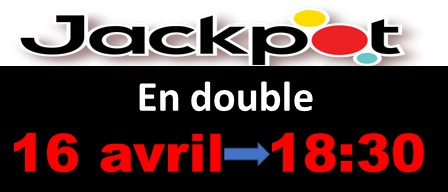 Jackpot
En double
16 avril➡18:30